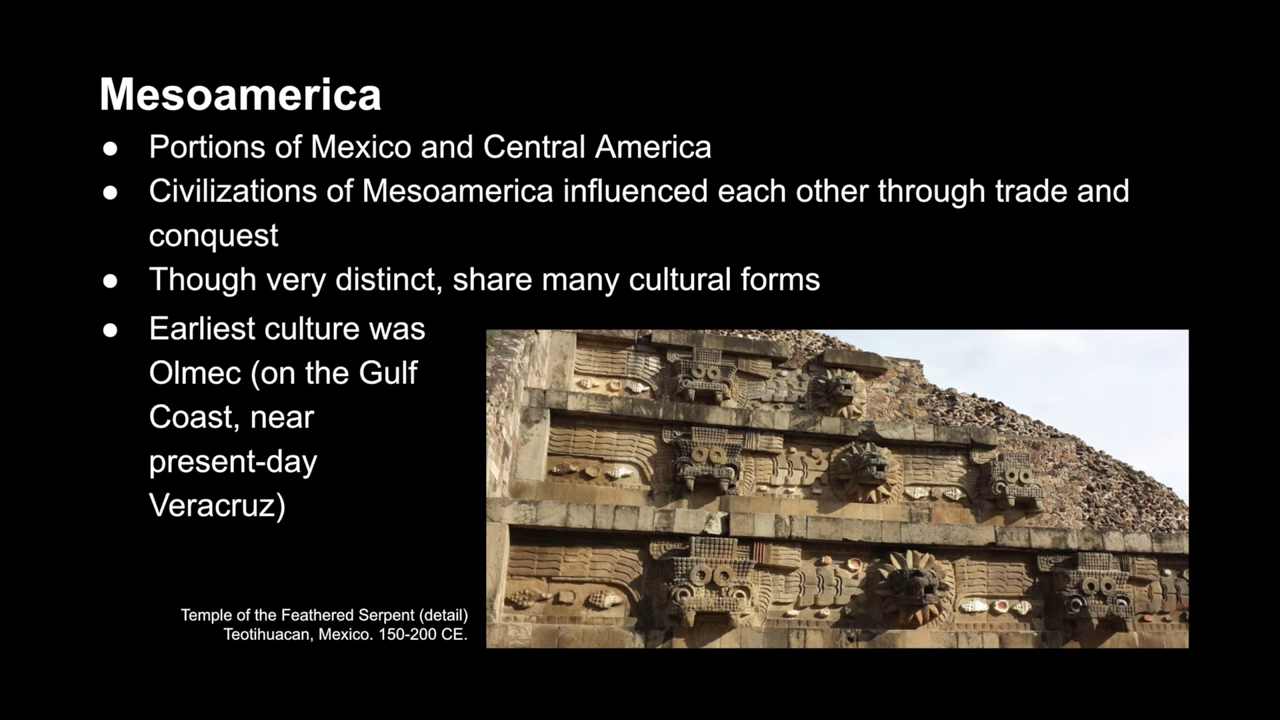 Mesoamerica
● Portions of Mexico and Central America
● Civilizations of Mesoamerica influenced each other through trade and
conquest
● Though very distinct, share many cultural forms
● Earliest culture was
Olmec (on the Gulf
Coast, near
present-day
Veracruz)
Temple of the Feathered Serpent (detail)
Teotihuacan, Mexico. 150-200 CE.